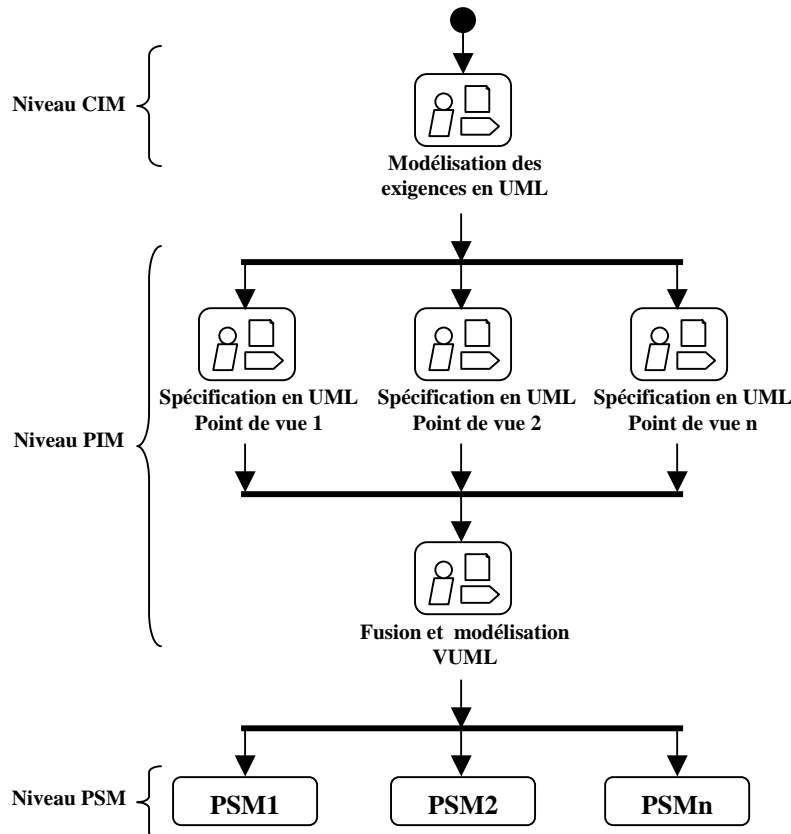 Niveau CIM
Modélisation des
exigences en UML
Spécification en UML
Point de vue 1
Spécification en UML
Point de vue 2
Spécification en UML
Point de vue n
Niveau PIM
Fusion et modélisation
VUML
Niveau PSM
PSM1
PSM2
PSMn